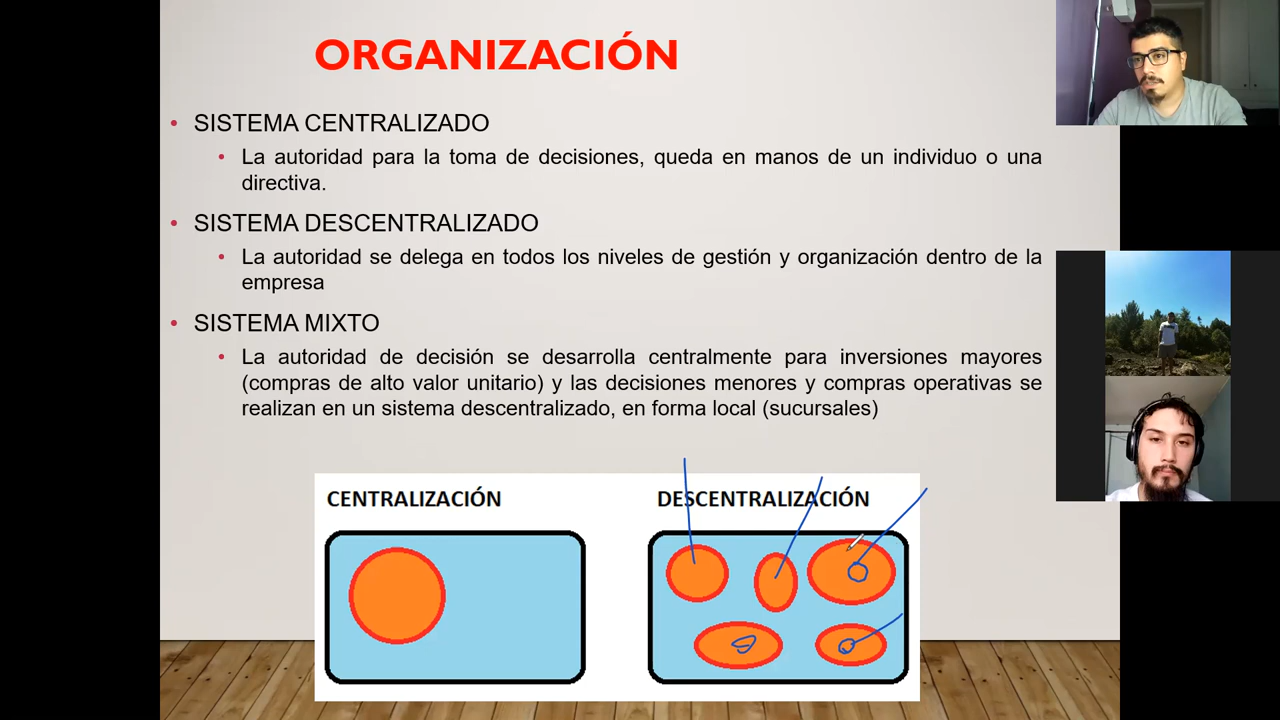 ORGANIZACIÓN
• SISTEMA CENTRALIZADO
• La autoridad para la toma de decisiones, queda en manos de un individuo o una
directiva.
• SISTEMA DESCENTRALIZADO
• La autoridad se delega en todos los niveles de gestión y organización dentro de la
empresa
• SISTEMA MIXTO
• La autoridad de decisión se desarrolla centralmente para inversiones mayores
(compras de alto valor unitario) y las decisiones menores y compras operativas se
realizan en un sistema descentralizado, en forma local (sucursales)
CENTRALIZACIÓN
DESCENTRALIZACIÓN